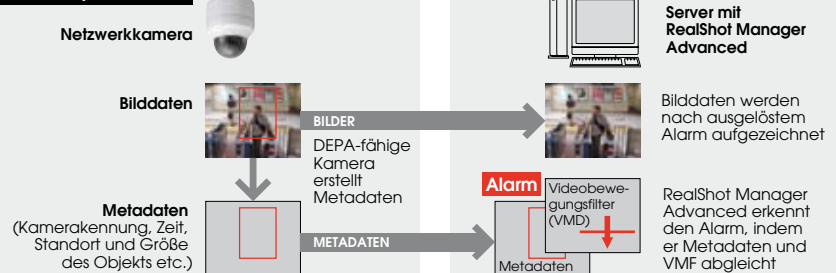 Netzwerkkamera
Server mit
RealShot Manager
Advanced
Bilddaten
BILDER
DEPA-fähige
Kamera
erstellt
Metadaten
Bilddaten werden
nach ausgelöstem
Alarm aufgezeichnet
Metadaten
(Kamerakennung, Zeit,
Standort und Größe
des Objekts etc.)
METADATEN
Alarm
Videobewe-
gungsfilter
(VMD)
Metadaten
RealShot Manager
Advanced erkennt
den Alarm, indem
er Metadaten und
VMF abgleicht